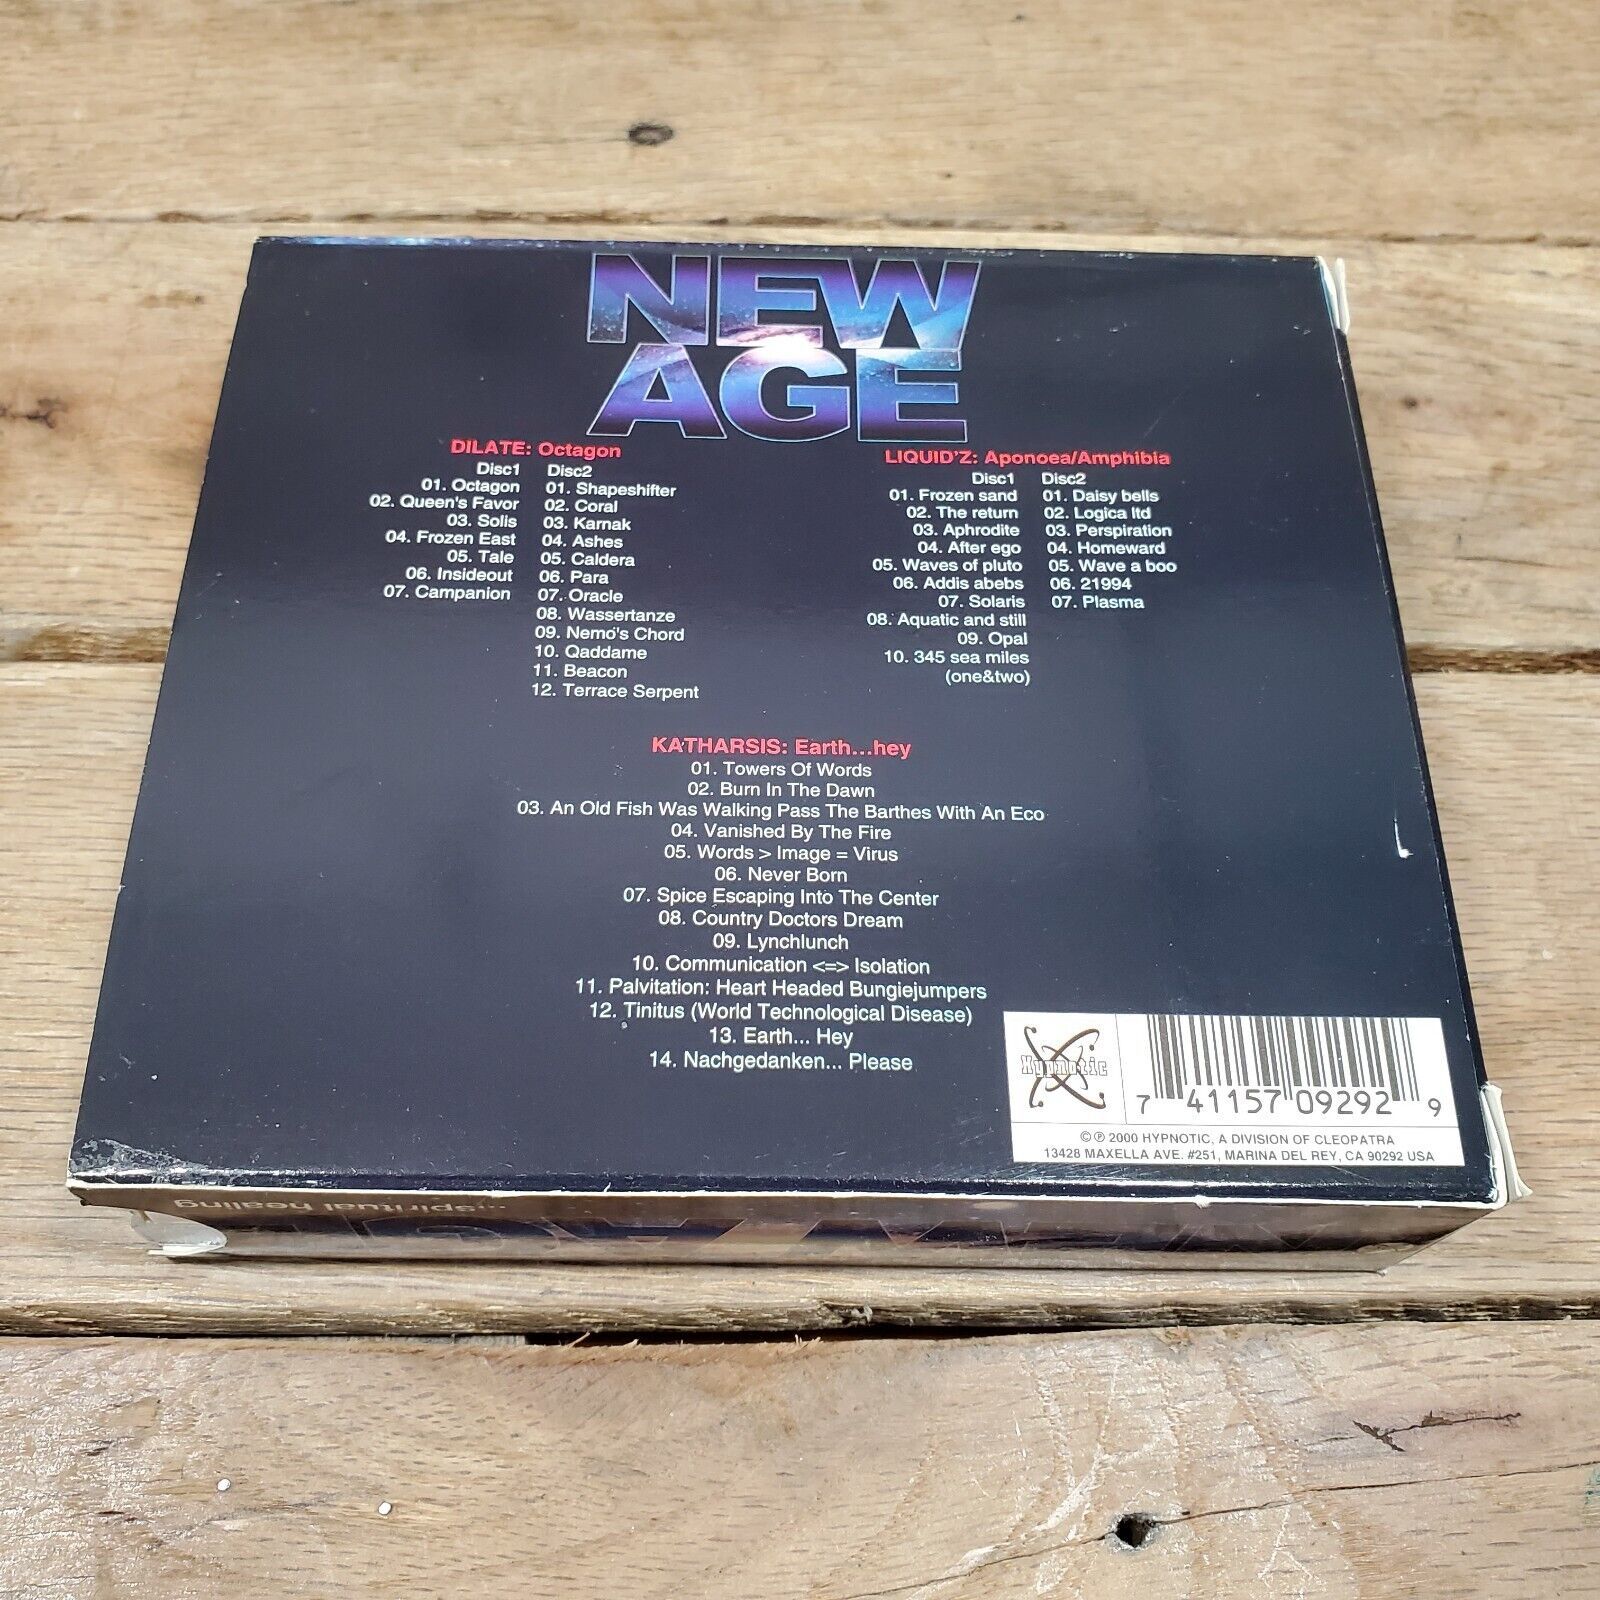 NEW
AGE
DILATE: Octagon
Disc1
01. Octagon
02. Queen's Favor
03. Solis
04. Frozen East
05. Tale
06. Insideout
07. Campanion
Disc2
01. Shapeshifter
02. Coral
03. Karnak
04. Ashes
05. Caldera
06. Para
07. Oracle
08. Wassertanze
09. Nemo's Chord
10. Qaddame
11. Beacon
12. Terrace Serpent
LIQUID'Z: Aponoea/Amphibia
Disc1
01. Frozen sand
02. The return
03. Aphrodite
04. After ego
05. Waves of pluto
06. Addis abebs
07. Solaris
08. Aquatic and still
09. Opal
10. 345 sea miles
(one&two)
Disc2
01. Daisy bells
02. Logica ltd
03. Perspiration
04. Homeward
05. Wave a boo
06. 21994
07. Plasma
KATHARSIS: Earth...hey
01. Towers Of Words
02. Burn In The Dawn
03. An Old Fish Was Walking Pass The Barthes With An Eco
04. Vanished By The Fire
05. Words > Image = Virus
06. Never Born
07. Spice Escaping Into The Center
08. Country Doctors Dream
09. Lynchlunch
10. Communication <=> Isolation
11. Palvitation: Heart Headed Bungiejumpers
12. Tinitus (World Technological Disease)
13. Earth... Hey
14. Nachgedanken... Please
Hypnotic
7 41157 09292 9
©℗ 2000 HYPNOTIC, A DIVISION OF CLEOPATRA
13428 MAXELLA AVE. #251, MARINA DEL REY, CA 90292 USA
...spiritual healing
NEW AGE